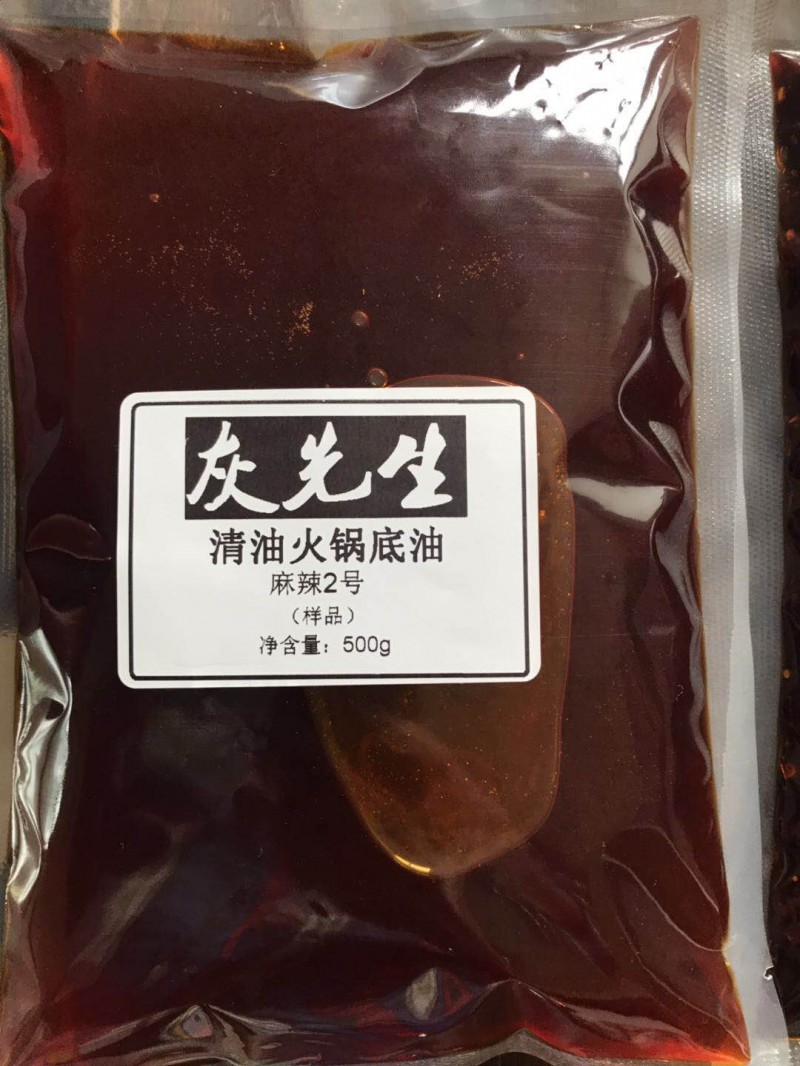 灰先生
清油火锅底油
麻辣2号
（样品）
净含量：500g